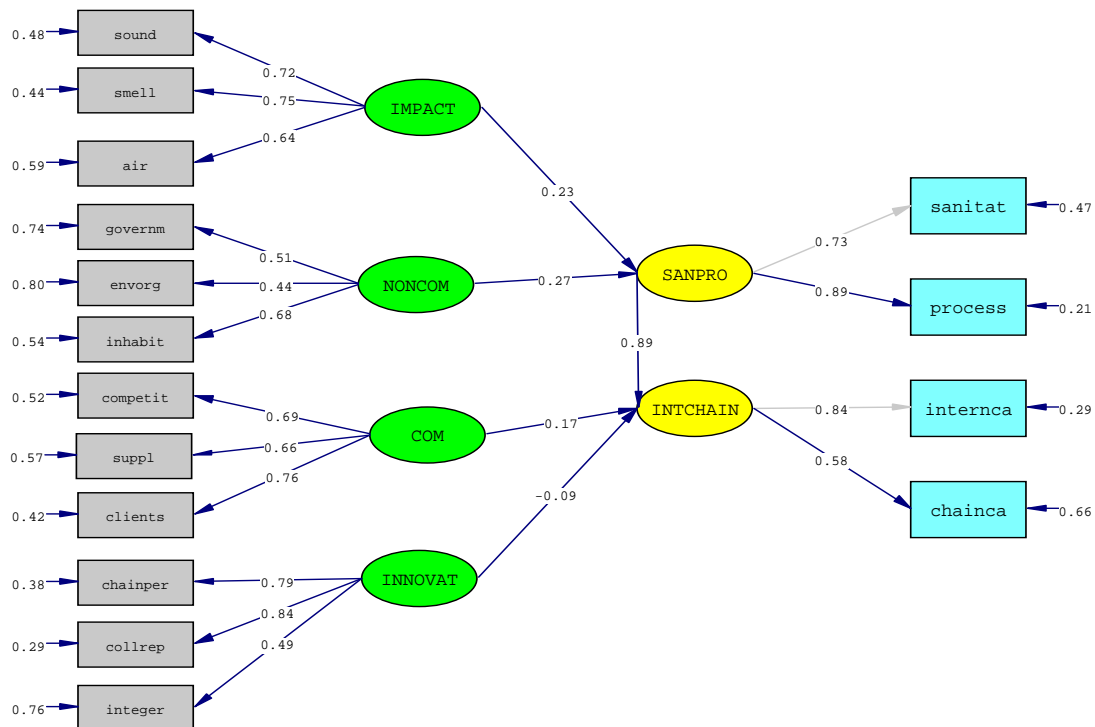 0.48 sound
0.72
0.44 smell
0.75
IMPACT
0.64
0.59 air
0.23
sanitat 0.47
0.74 governm
0.73
0.51
SANPRO
0.80 envorg
0.44
NONCOM
0.27
0.89
process 0.21
0.68
0.54 inhabit
0.89
0.52 competit
0.69
INTCHAIN
0.84
internca 0.29
COM
0.17
0.66
0.57 suppl
0.58
0.76
-0.09
0.42 clients
chainca 0.66
0.38 chainper
0.79
INNOVAT
0.84
0.29 collrep
0.49
0.76 integer